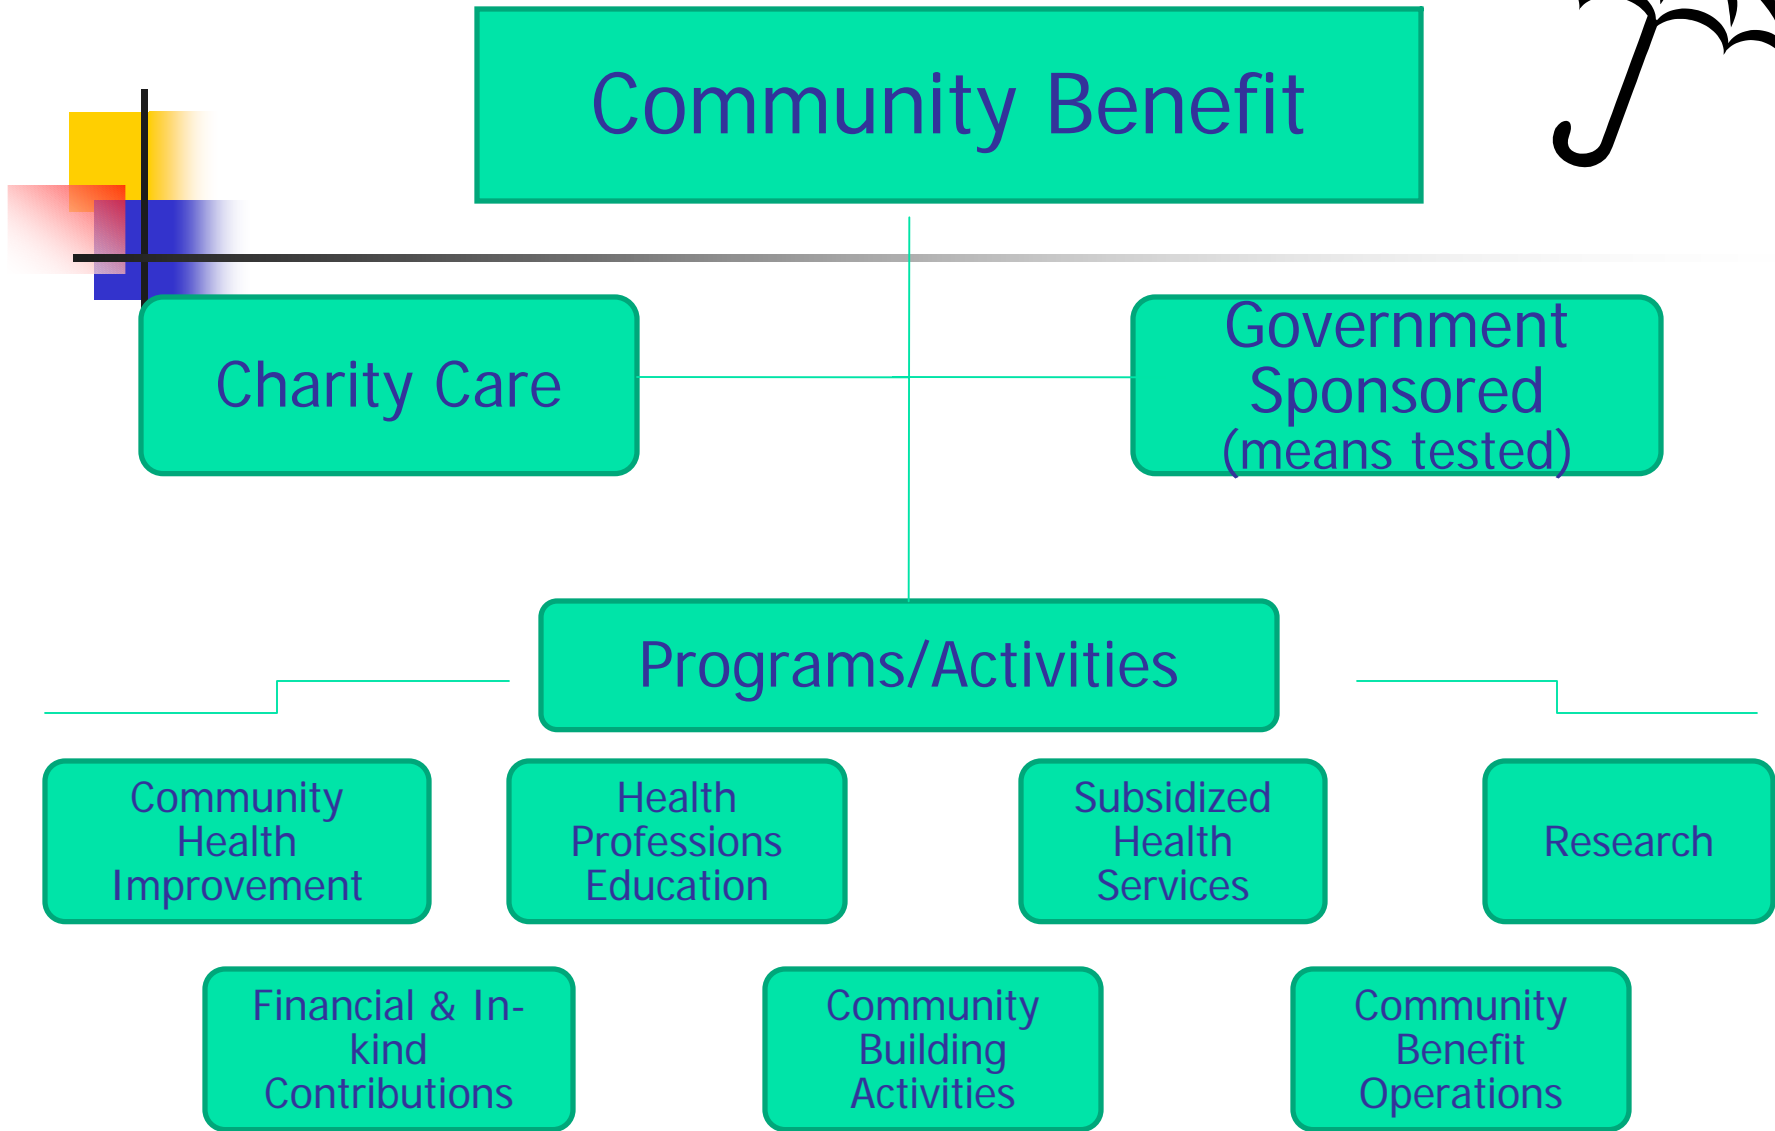 Community Benefit
Charity Care
Government
Sponsored
(means tested)
Programs/Activities
Community
Health
Improvement
Health
Professions
Education
Subsidized
Health
Services
Research
Financial & In-
kind
Contributions
Community
Building
Activities
Community
Benefit
Operations